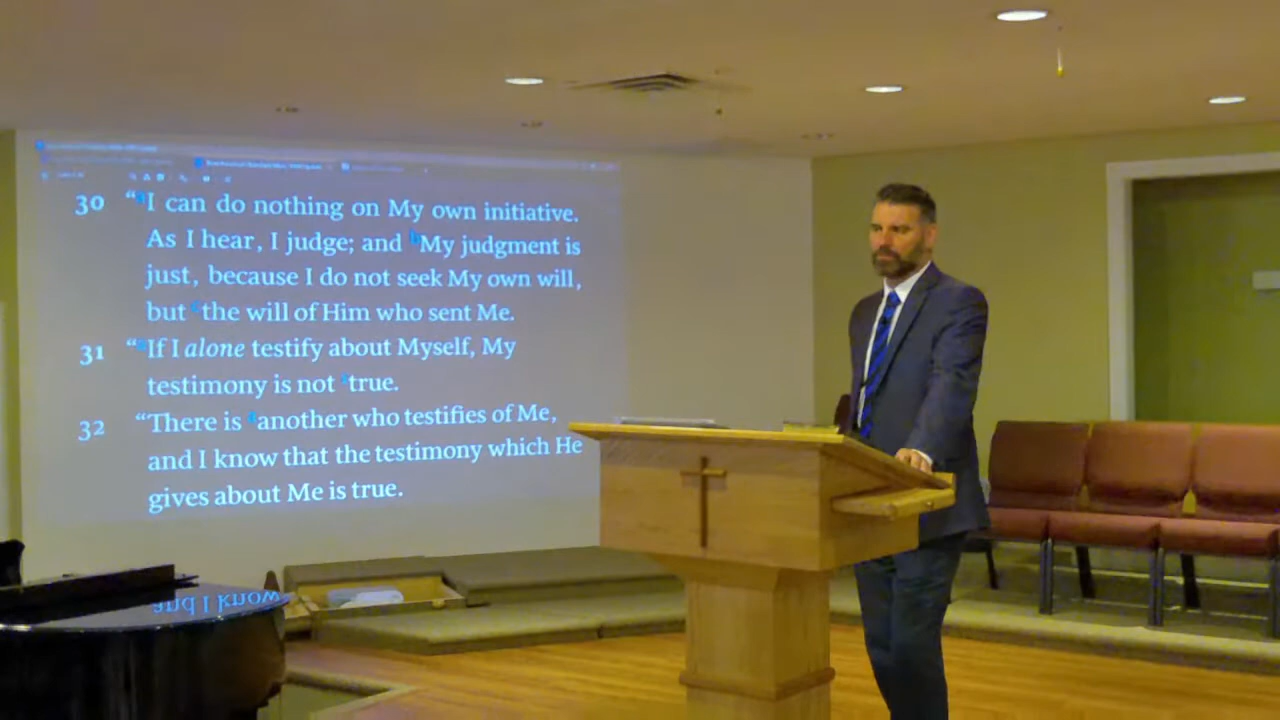 30 “I can do nothing on My own initiative.
As I hear, I judge; and bMy judgment is
just, because I do not seek My own will,
but the will of Him who sent Me.
31 “If I alone testify about Myself, My
testimony is not true.
32 “There is another who testifies of Me,
and I know that the testimony which He
gives about Me is true.
and I know